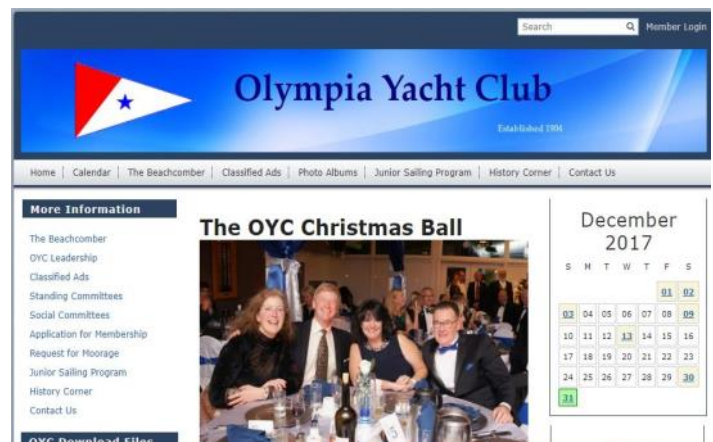 Search
Member Login
Olympia Yacht Club
Established 1904
Home
Calendar
The Beachcomber
Classified Ads
Photo Albums
Junior Sailing Program
History Corner
Contact Us
More Information
The Beachcomber
OYC Leadership
Classified Ads
Standing Committees
Social Committees
Application for Membership
Request for Moorage
Junior Sailing Program
History Corner
Contact Us
OYC Download Files
The OYC Christmas Ball
December
2017
S M T W T F S
01 02
03 04 05 06 07 08 09
10 11 12 13 14 15 16
17 18 19 20 21 22 23
24 25 26 27 28 29 30
31